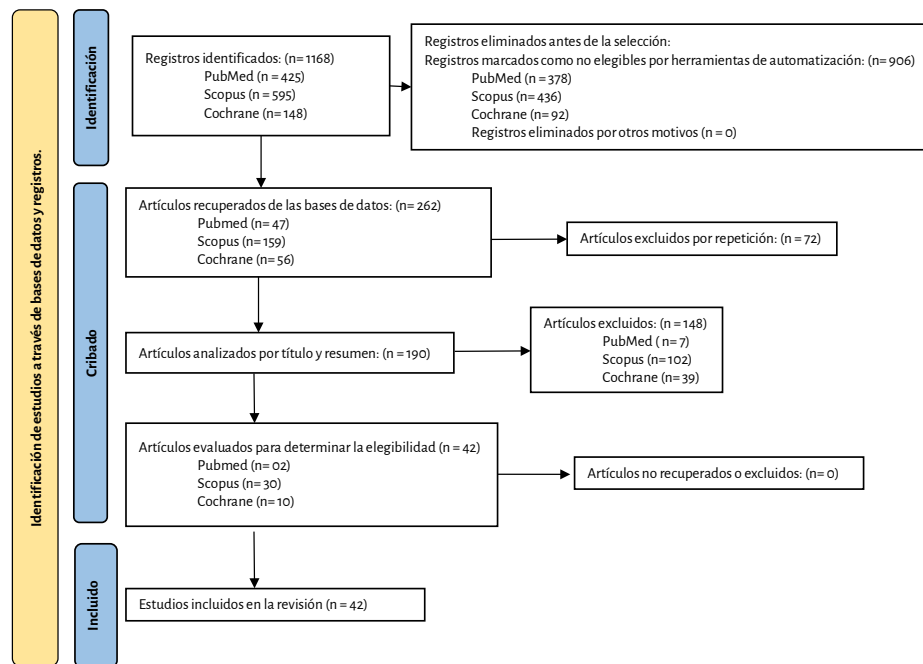 Identificación de estudios a través de bases de datos y registros.
Identificación
Registros identificados: (n= 1168)
PubMed (n = 425)
Scopus (n = 595)
Cochrane (n= 148)
Registros eliminados antes de la selección:
Registros marcados como no elegibles por herramientas de automatización: (n = 906)
PubMed (n = 378)
Scopus (n = 436)
Cochrane (n = 92)
Registros eliminados por otros motivos (n = 0)
Cribado
Artículos recuperados de las bases de datos: (n= 262)
Pubmed (n= 47)
Scopus (n= 159)
Cochrane (n= 56)
Artículos excluidos por repetición: (n = 72)
Artículos analizados por título y resumen: (n = 190)
Artículos excluidos: (n = 148)
PubMed ( n= 7)
Scopus (n= 102)
Cochrane (n= 39)
Artículos evaluados para determinar la elegibilidad (n = 42)
Pubmed (n= 02)
Scopus (n= 30)
Cochrane (n= 10)
Artículos no recuperados o excluidos: (n= 0)
Incluido
Estudios incluidos en la revisión (n = 42)